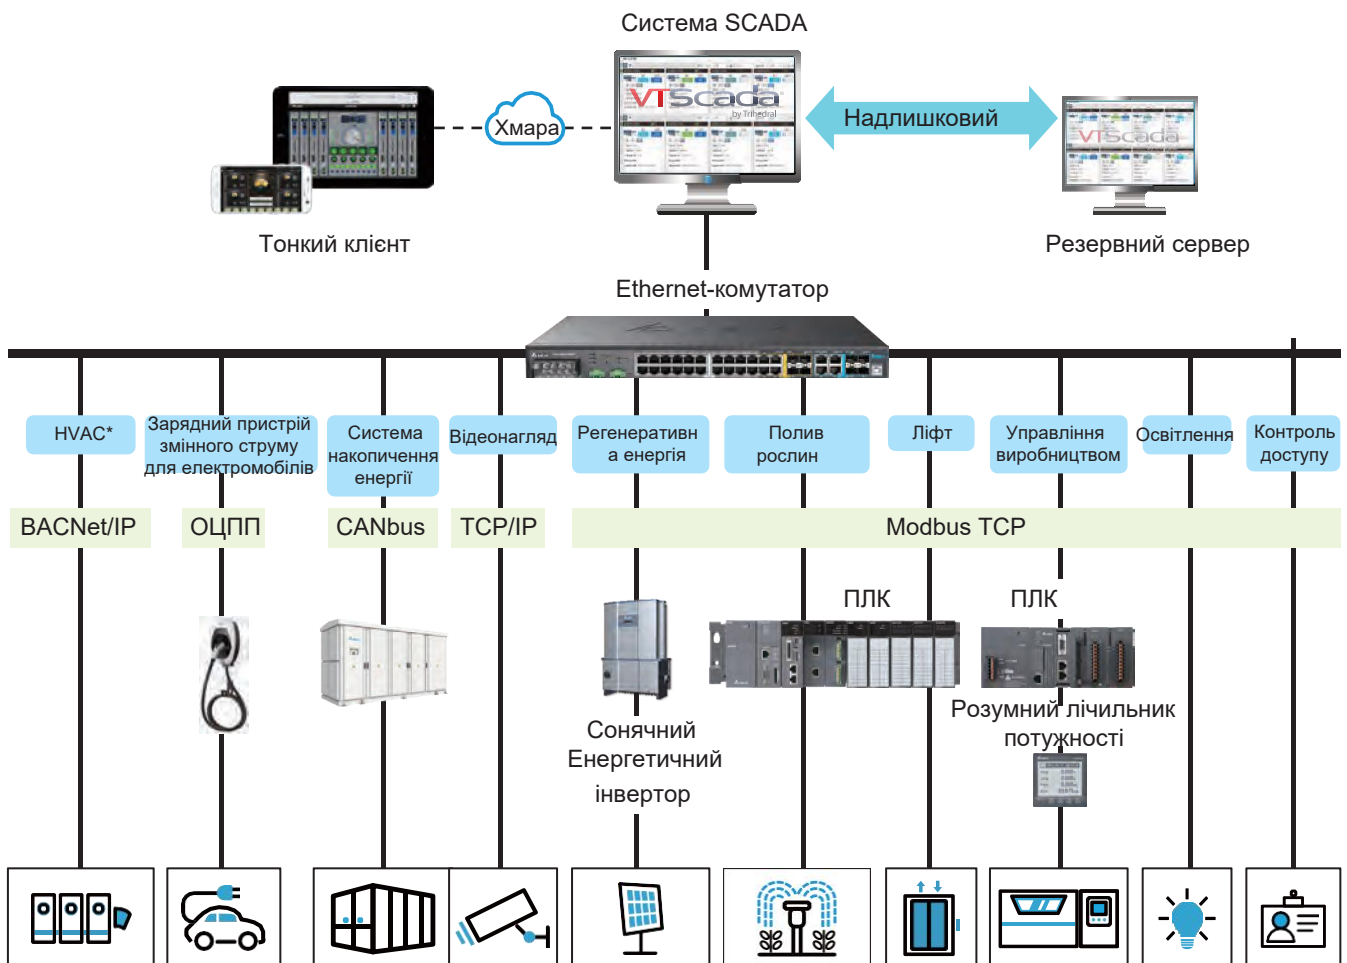 Система SCADA
VTScada
by Trihedral
Хмара
Надлишковий
VTScada
Тонкий клієнт
Резервний сервер
Ethernet-комутатор
HVAC*
Зарядний пристрій
змінного струму
для електромобілів
Система
накопичення
енергії
Відеонагляд
Регенеративн
а енергія
Полив
рослин
Ліфт
Управління
виробництвом
Освітлення
Контроль
доступу
BACNet/IP
ОЦПП
CANbus
TCP/IP
Modbus TCP
ПЛК
ПЛК
Розумний лічильник
потужності
Сонячний
Енергетичний
інвертор